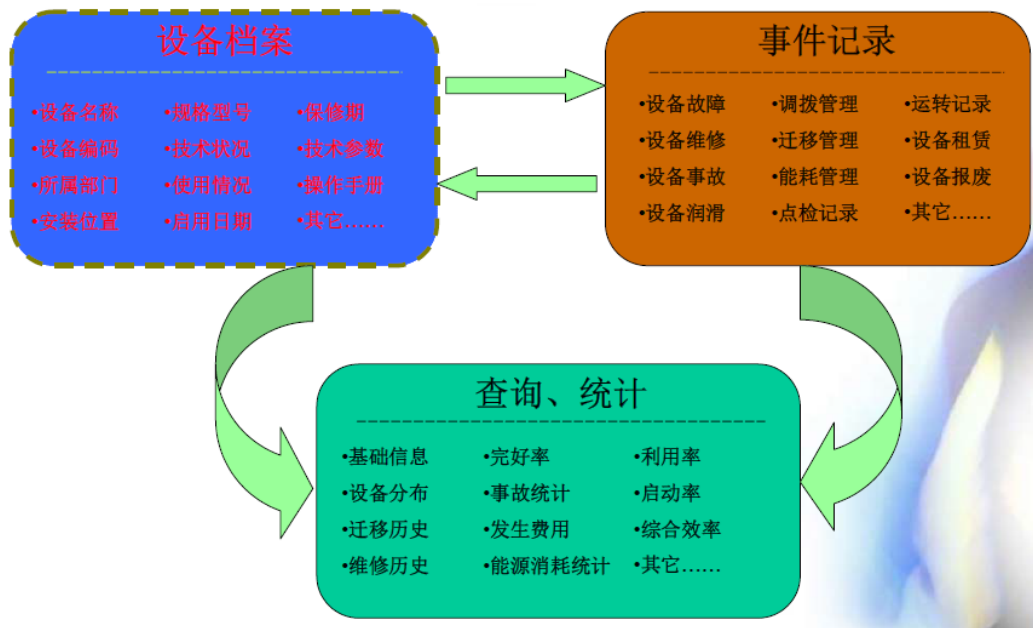 设备档案
•设备名称 •规格型号 •保修期
•设备编码 •技术状况 •技术参数
•所属部门 •使用情况 •操作手册
•安装位置 •启用日期 •其它……
事件记录
•设备故障 •调拨管理 •运转记录
•设备维修 •迁移管理 •设备租赁
•设备事故 •能耗管理 •设备报废
•设备润滑 •点检记录 •其它……
查询、统计
•基础信息 •完好率 •利用率
•设备分布 •事故统计 •启动率
•迁移历史 •发生费用 •综合效率
•维修历史 •能源消耗统计 •其它……